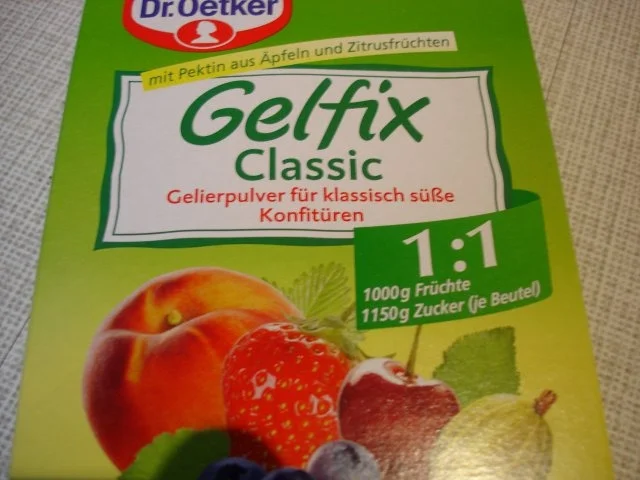 Dr.Oetker
mit Pektin aus Äpfeln und Zitrusfrüchten
Gelfix
Classic
Gelierpulver für klassisch süße
Konfitüren
1:1
1000g Früchte
1150g Zucker (je Beutel)